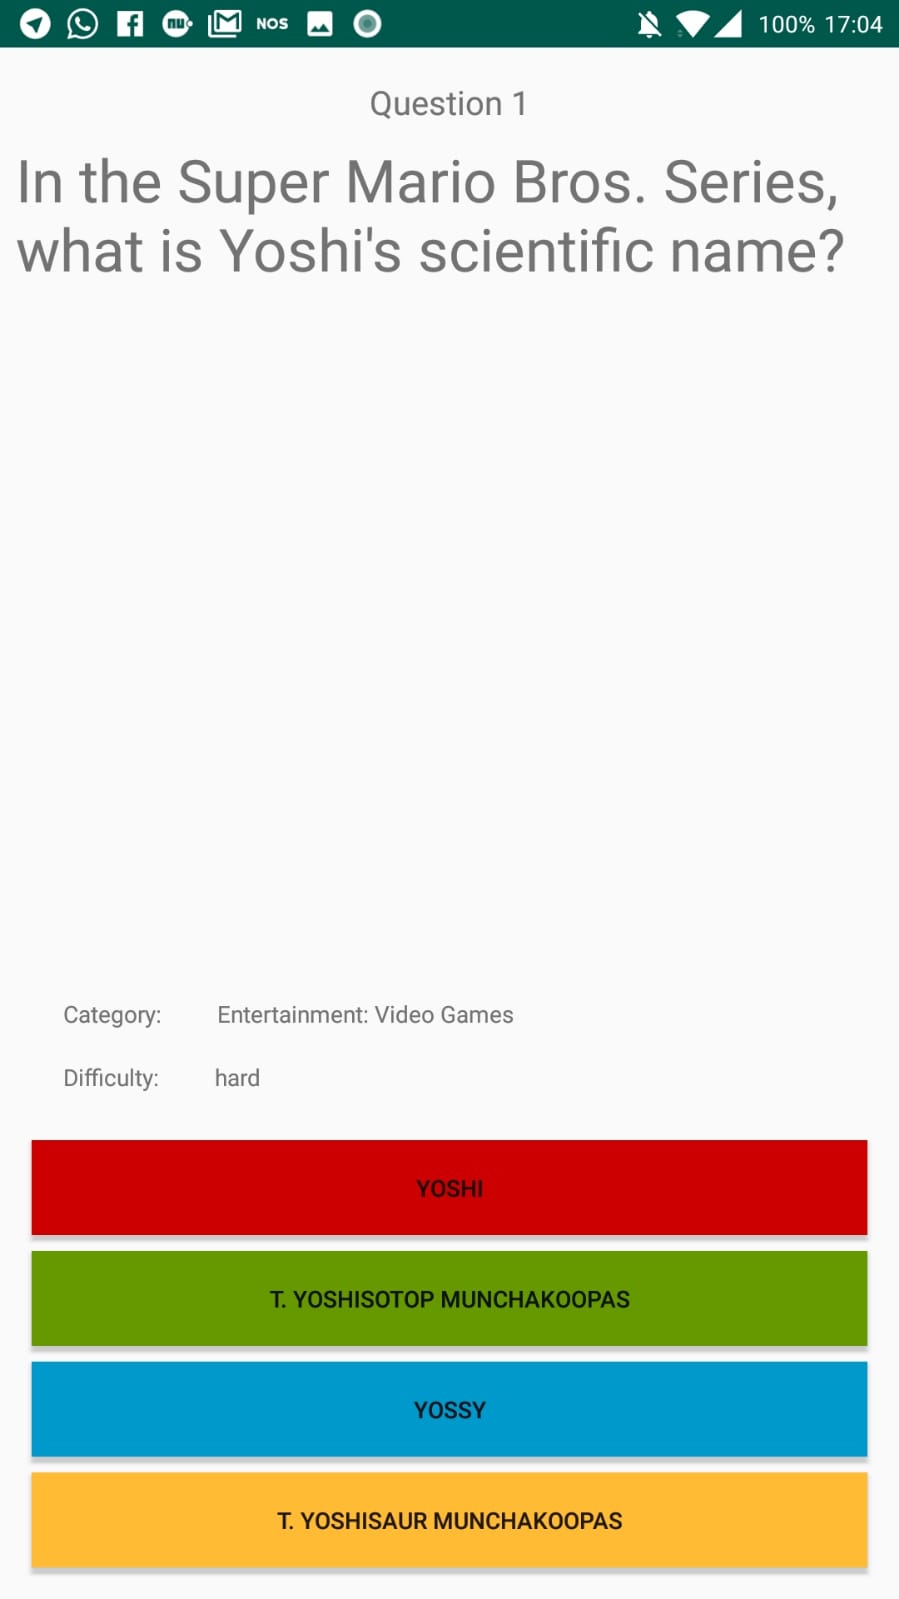 nu NOS 100% 17:04
Question 1
In the Super Mario Bros. Series,
what is Yoshi's scientific name?
Category: Entertainment: Video Games
Difficulty: hard
YOSHI
T. YOSHISOTOP MUNCHAKOOPAS
YOSSY
T. YOSHISAUR MUNCHAKOOPAS